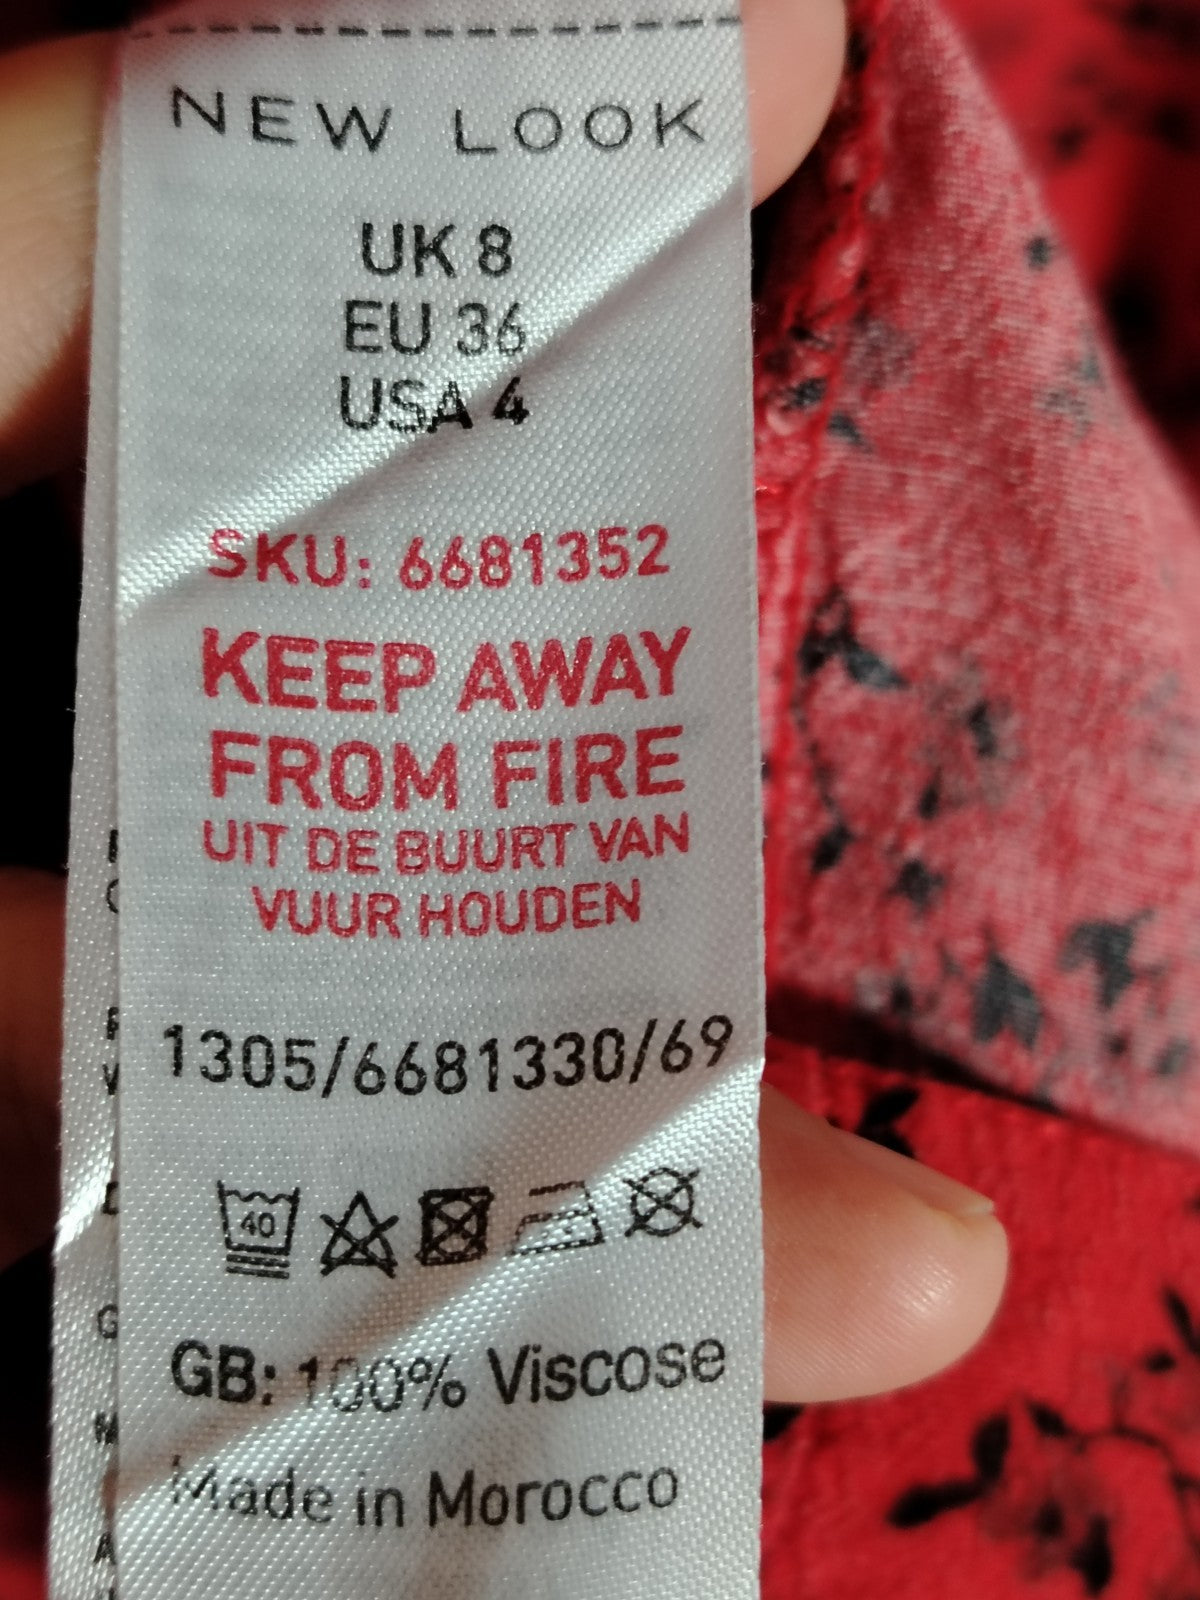 NEW LOOK
UK 8
EU 36
USA 4
SKU: 6681352
KEEP AWAY
FROM FIRE
UIT DE BUURT VAN
VUUR HOUDEN
1305/6681330/69
40
GB: 100% Viscose
Made in Morocco